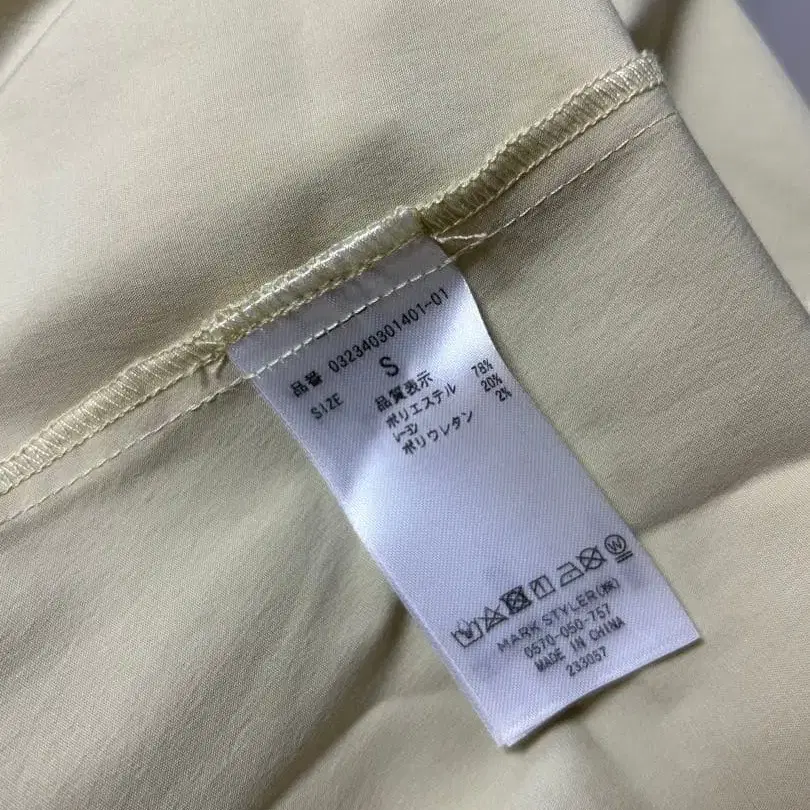 品番 032340301401-01
SIZE S
品質表示
ポリエステル 78%
レーヨン 20%
ポリウレタン 2%
MARK STYLER(株)
0570-050-757
MADE IN CHINA
233057